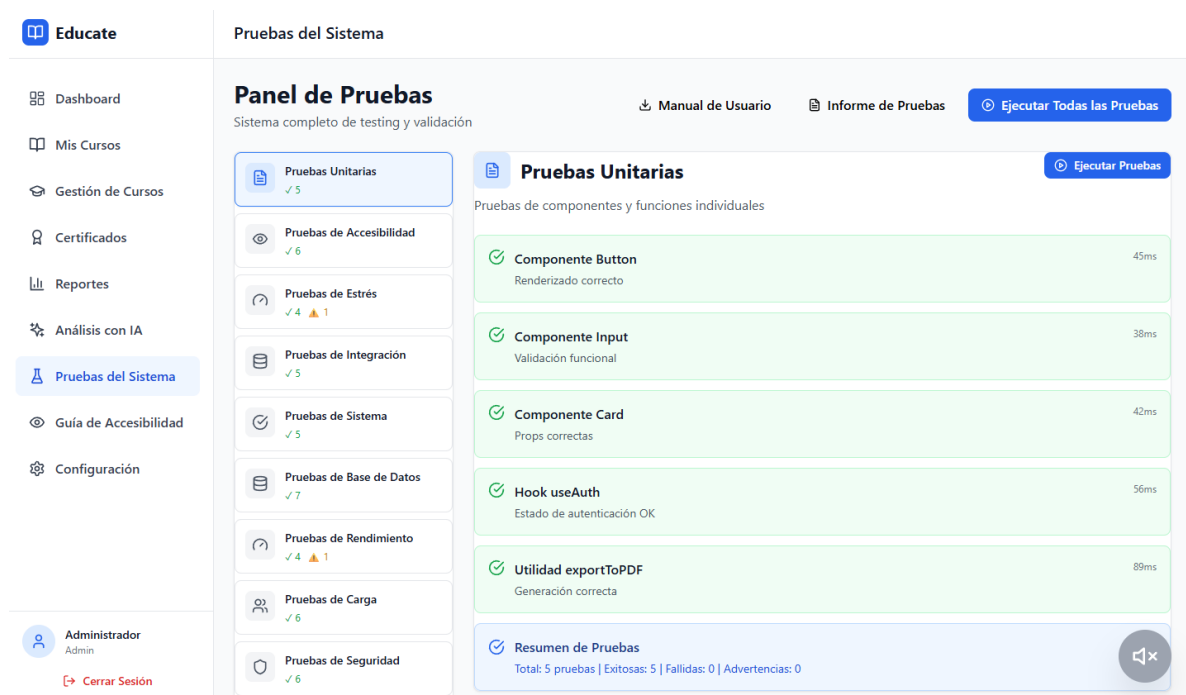 Educate
Pruebas del Sistema
Dashboard
Mis Cursos
Gestión de Cursos
Certificados
Reportes
Análisis con IA
Pruebas del Sistema
Guía de Accesibilidad
Configuración
Administrador
Admin
Cerrar Sesión
Panel de Pruebas
Sistema completo de testing y validación
Manual de Usuario
Informe de Pruebas
Ejecutar Todas las Pruebas
Pruebas Unitarias
✓ 5
Pruebas de Accesibilidad
✓ 6
Pruebas de Estrés
✓ 4 ⚠ 1
Pruebas de Integración
✓ 5
Pruebas de Sistema
✓ 5
Pruebas de Base de Datos
✓ 7
Pruebas de Rendimiento
✓ 4 ⚠ 1
Pruebas de Carga
✓ 6
Pruebas de Seguridad
✓ 6
Pruebas Unitarias
Ejecutar Pruebas
Pruebas de componentes y funciones individuales
Componente Button 45ms
Renderizado correcto
Componente Input 38ms
Validación funcional
Componente Card 42ms
Props correctas
Hook useAuth 56ms
Estado de autenticación OK
Utilidad exportToPDF 89ms
Generación correcta
Resumen de Pruebas
Total: 5 pruebas | Exitosas: 5 | Fallidas: 0 | Advertencias: 0